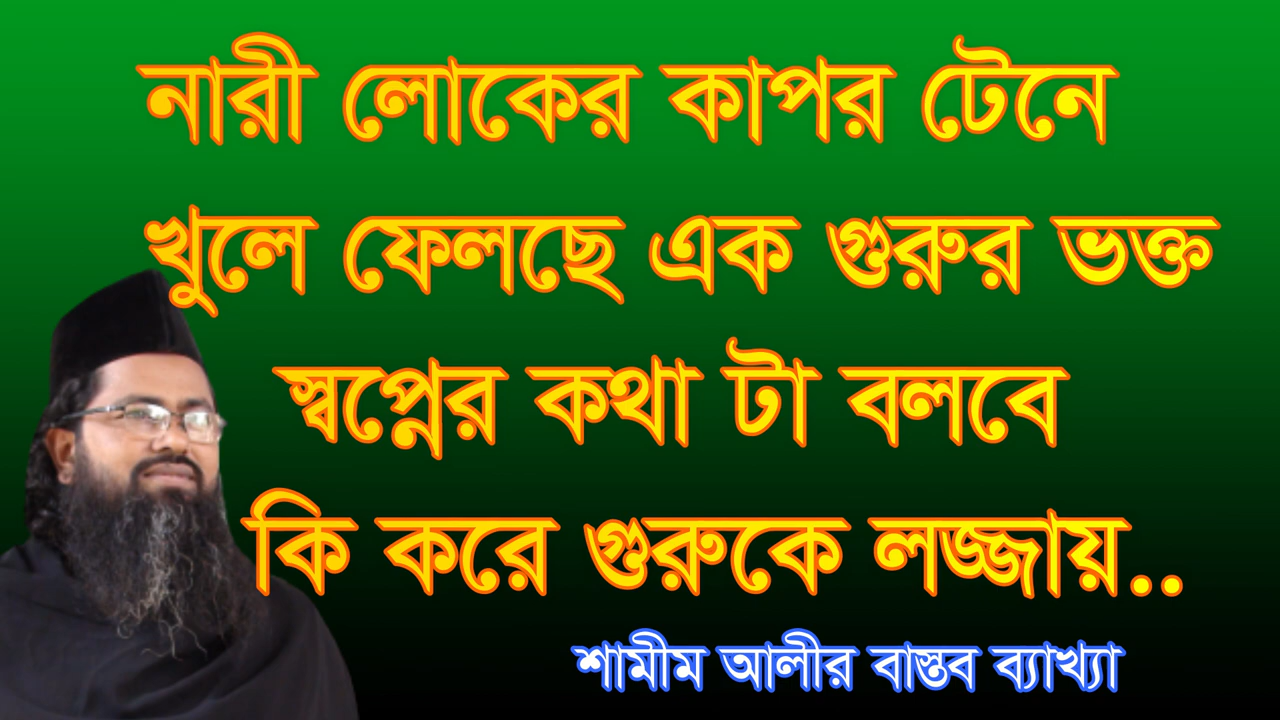 নারী লোকের কাপর টেনে
খুলে ফেলছে এক গুরুর ভক্ত
স্বপ্নের কথা টা বলবে
কি করে গুরুকে লজ্জায়..
শামীম আলীর বাস্তব ব্যাখ্যা